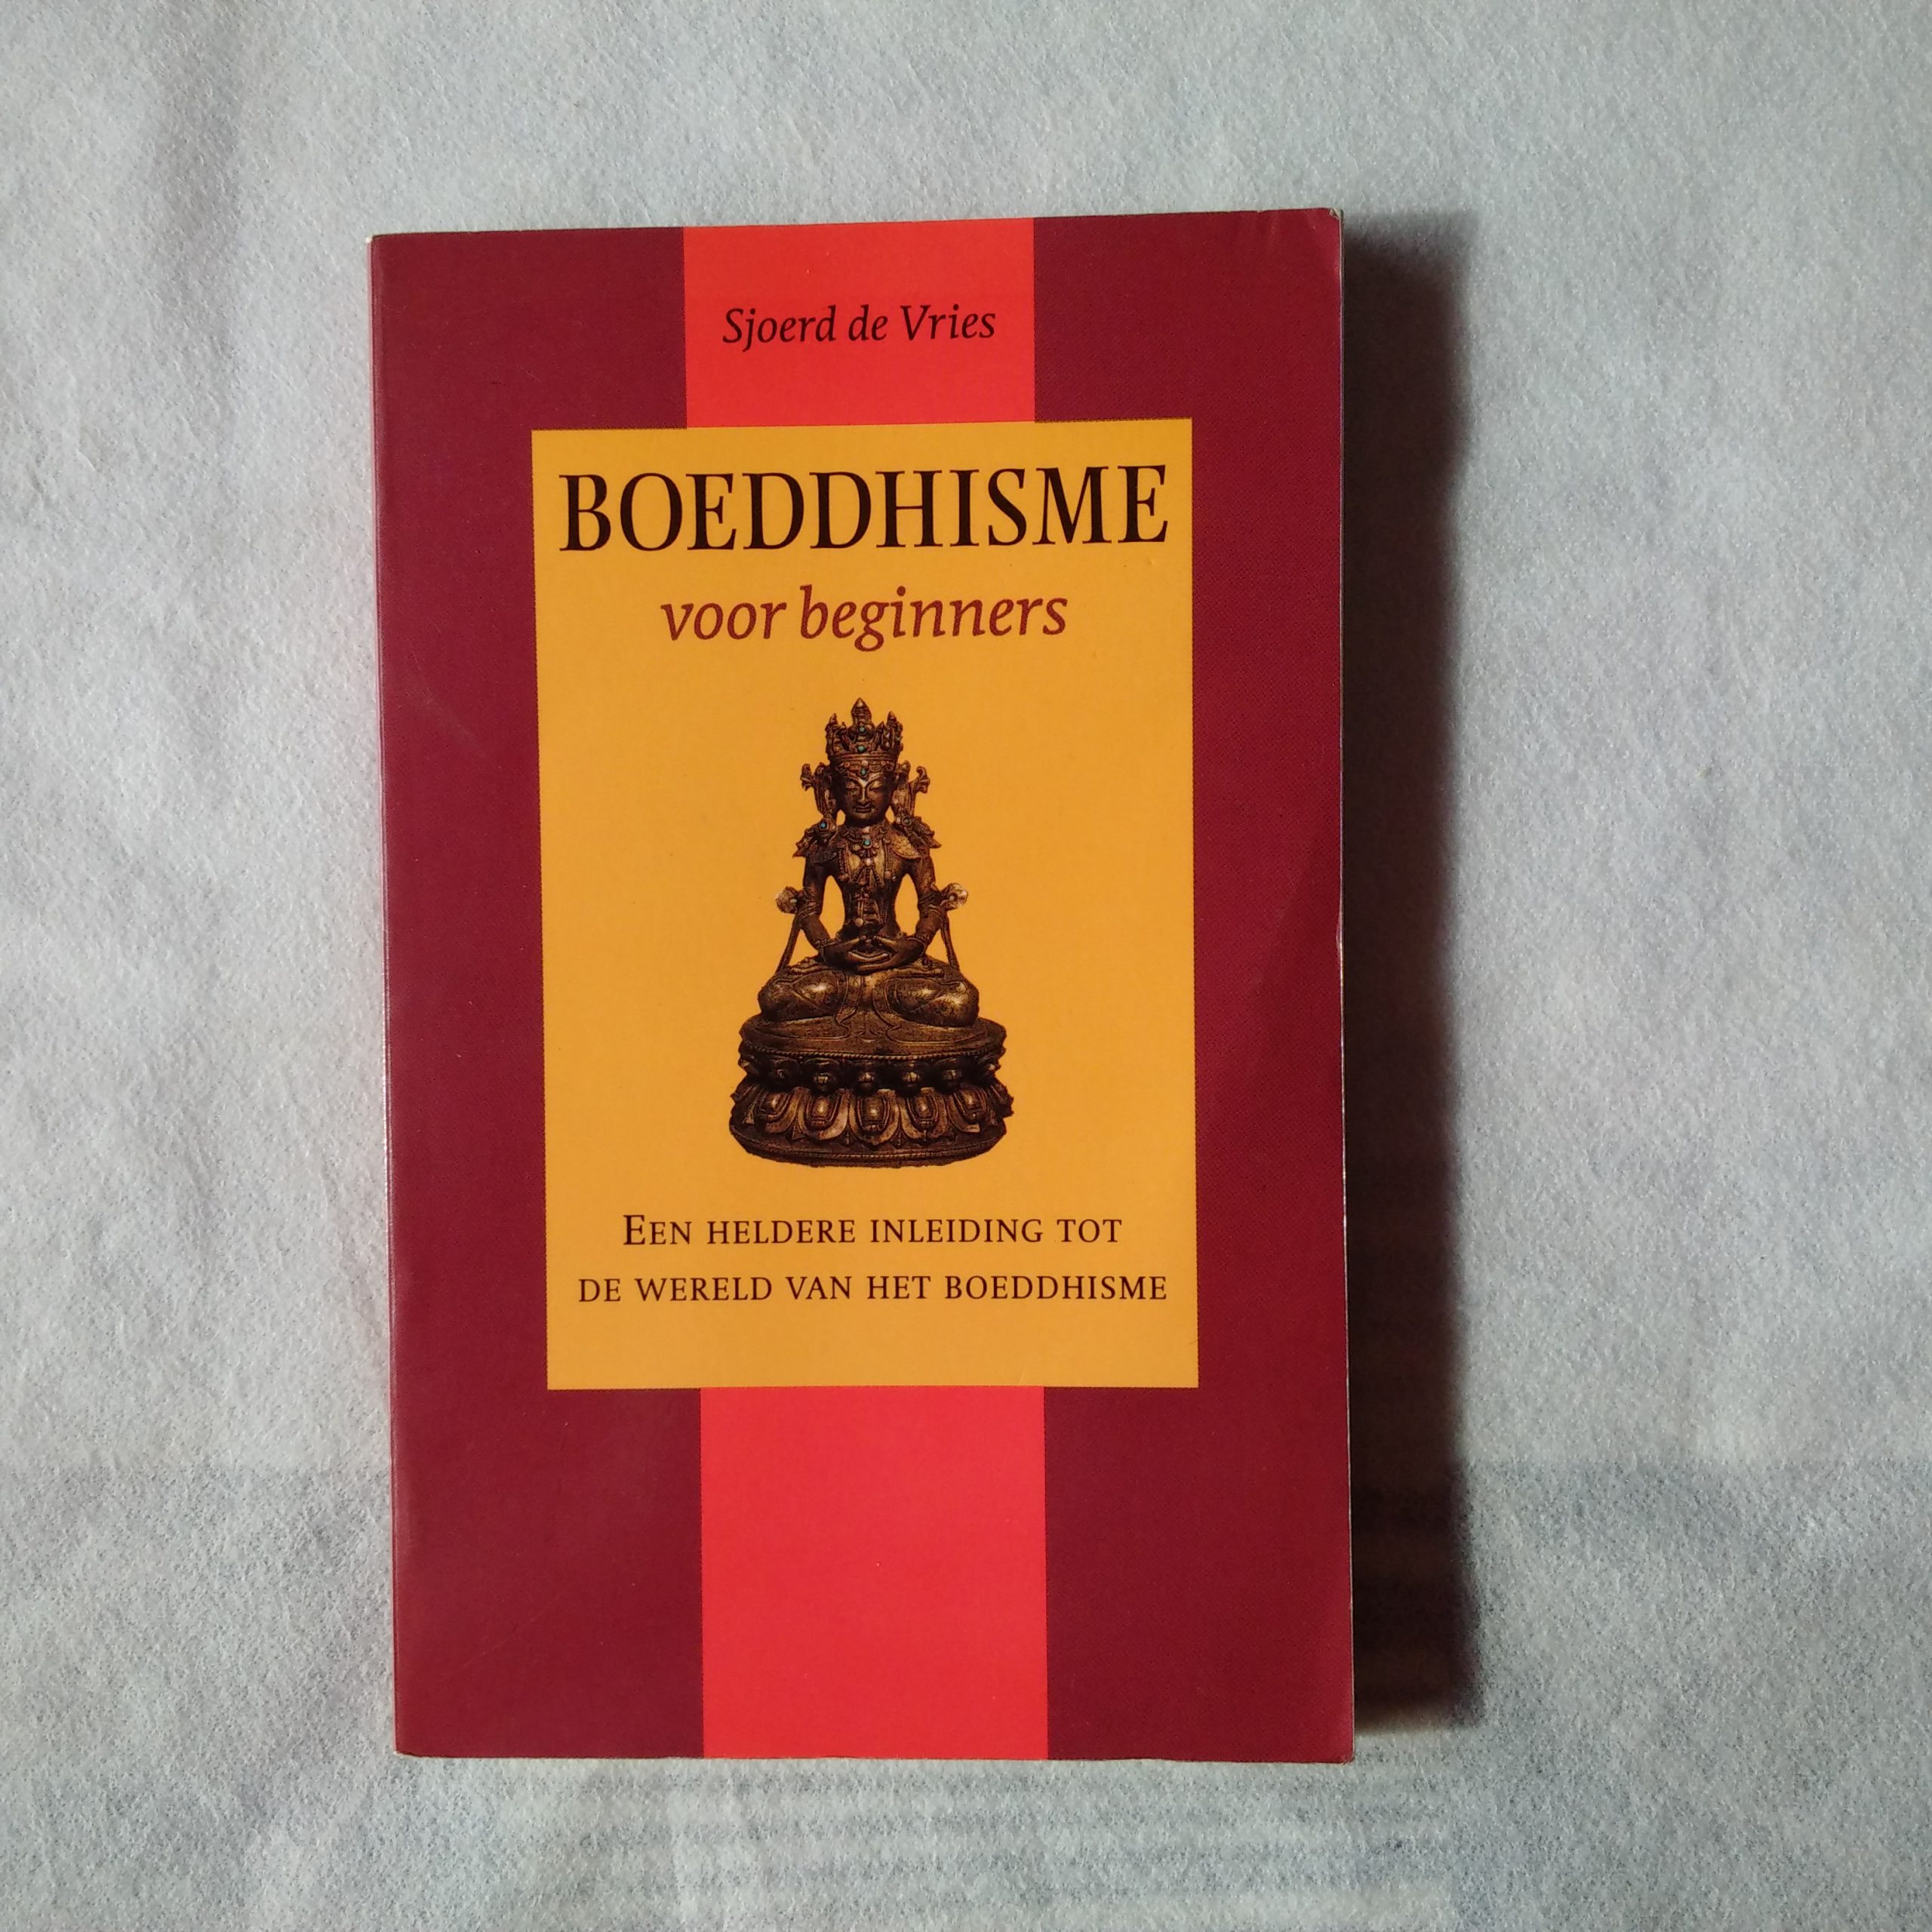 Sjoerd de Vries
BOEDDHISME
voor beginners
EEN HELDERE INLEIDING TOT
DE WERELD VAN HET BOEDDHISME